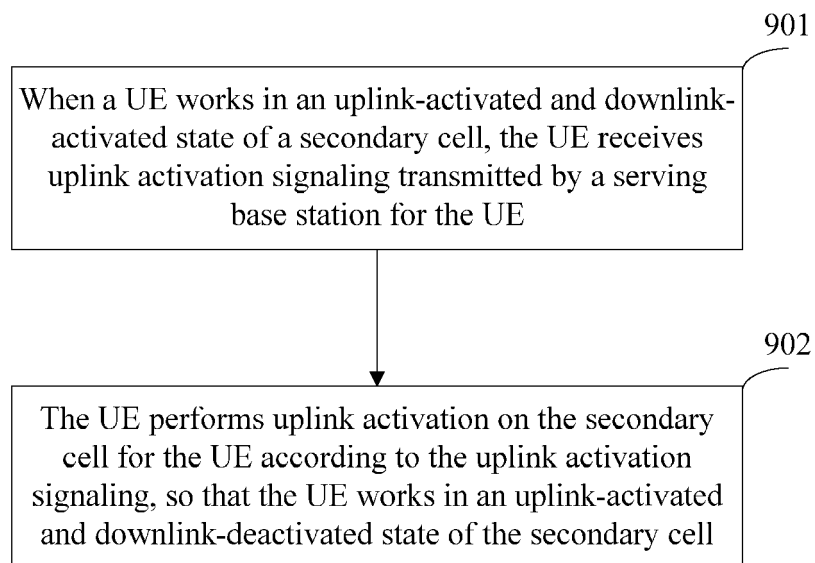 901
When a UE works in an uplink-activated and downlink-
activated state of a secondary cell, the UE receives
uplink activation signaling transmitted by a serving
base station for the UE
902
The UE performs uplink activation on the secondary
cell for the UE according to the uplink activation
signaling, so that the UE works in an uplink-activated
and downlink-deactivated state of the secondary cell